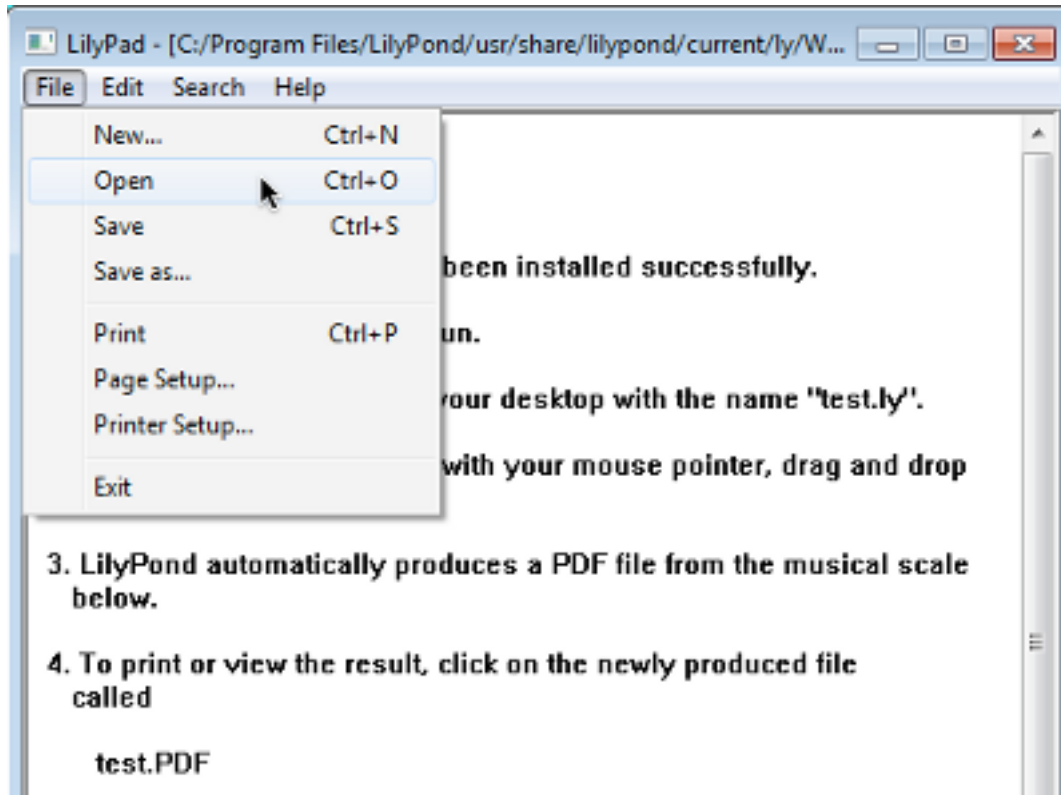 LilyPad - [C:/Program Files/LilyPond/usr/share/lilypond/current/ly/W...
File Edit Search Help
New... Ctrl+N
Open Ctrl+O
Save Ctrl+S
Save as...
Print Ctrl+P
Page Setup...
Printer Setup...
Exit
been installed successfully.
un.
your desktop with the name "test.ly".
with your mouse pointer, drag and drop
3. LilyPond automatically produces a PDF file from the musical scale
below.
4. To print or view the result, click on the newly produced file
called
test.PDF